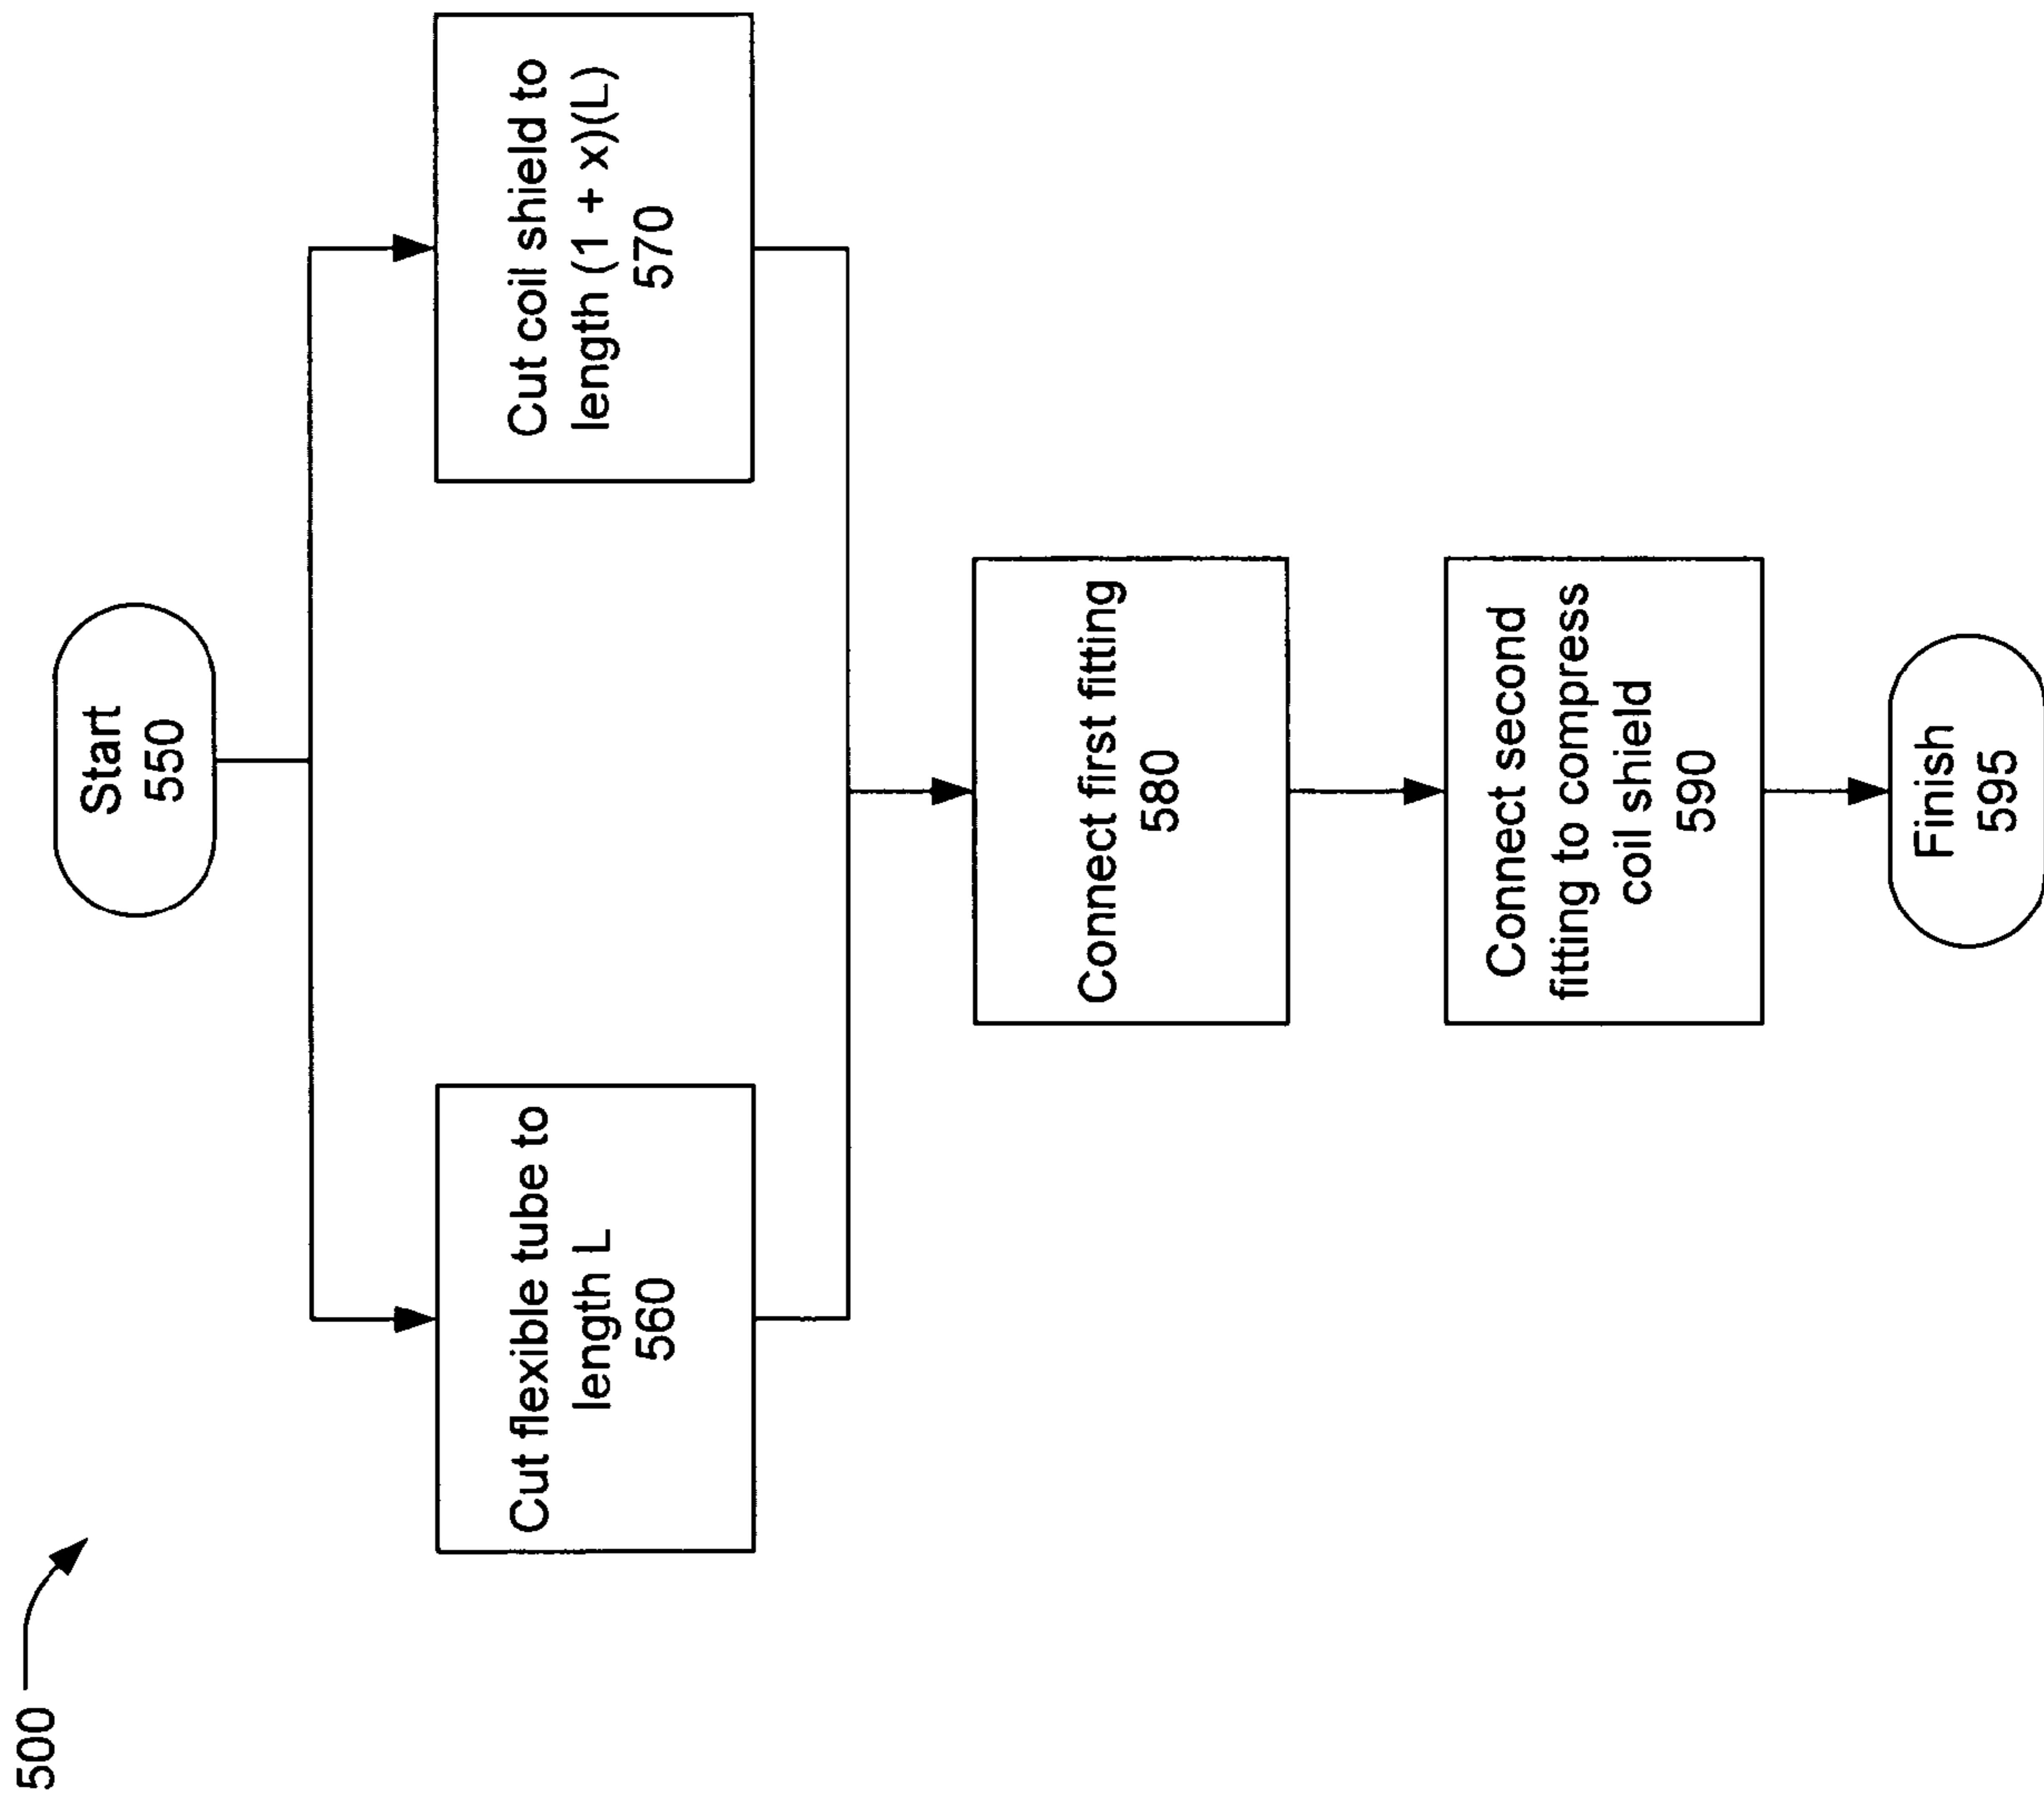 500
Start
550
Cut flexible tube to
length L
560
Cut coil shield to
length (1 + x)(L)
570
Connect first fitting
580
Connect second
fitting to compress
coil shield
590
Finish
595